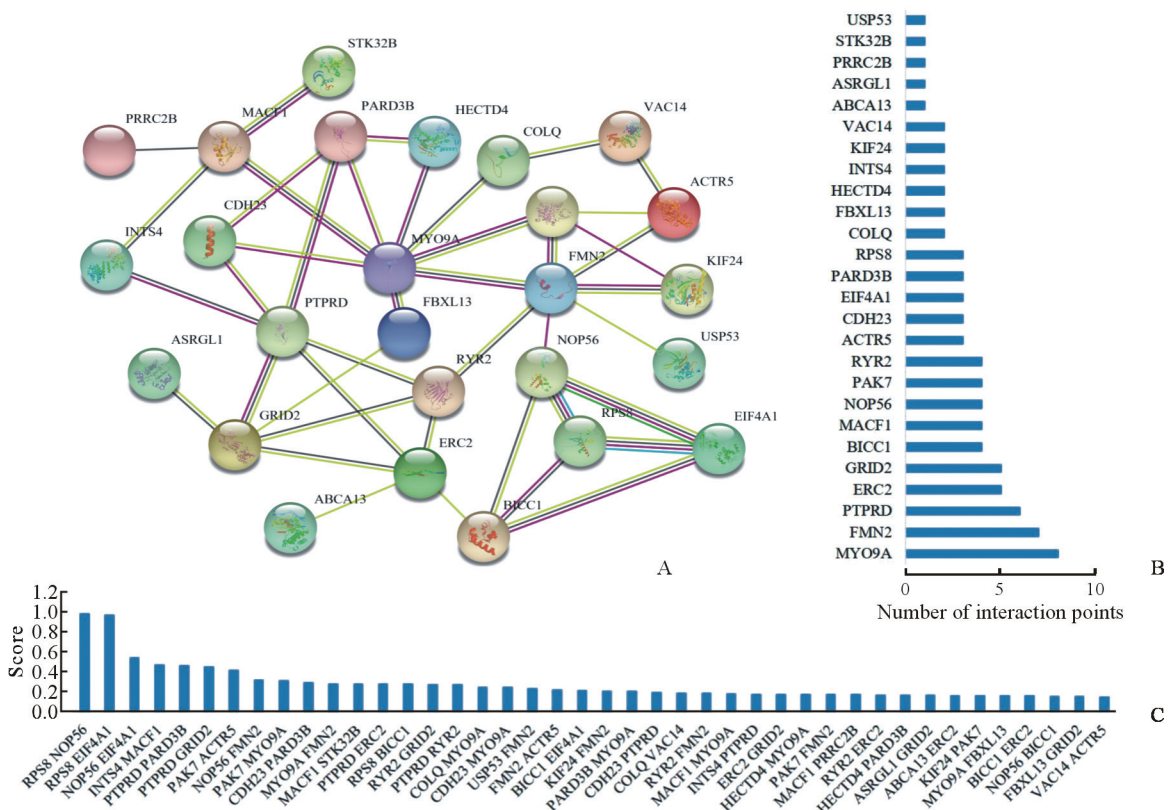 STK32B
PRRC2B
MACF1
PARD3B
HECTD4
COLQ
VAC14
CDH23
ACTR5
INTS4
MYO9A
FMN2
KIF24
PTPRD
FBXL13
USP53
ASRGL1
RYR2
NOP56
GRID2
RPS8
EIF4A1
ERC2
ABCA13
BICC1
A
USP53
STK32B
PRRC2B
ASRGL1
ABCA13
VAC14
KIF24
INTS4
HECTD4
FBXL13
COLQ
RPS8
PARD3B
EIF4A1
CDH23
ACTR5
RYR2
PAK7
NOP56
MACF1
BICC1
GRID2
ERC2
PTPRD
FMN2
MYO9A
0 5 10
Number of interaction points
B
Score
1.2
1.0
0.8
0.6
0.4
0.2
0.0
RPS8 NOP56
RPS8 EIF4A1
NOP56 EIF4A1
INTS4 MACF1
PTPRD PARD3B
PTPRD GRID2
PAK7 ACTR5
NOP56 FMN2
PAK7 MYO9A
CDH23 PARD3B
MYO9A FMN2
MACF1 STK32B
PTPRD ERC2
RPS8 BICC1
RYR2 GRID2
PTPRD RYR2
COLQ MYO9A
CDH23 MYO9A
USP53 FMN2
FMN2 ACTR5
BICC1 EIF4A1
KIF24 FMN2
PARD3B MYO9A
CDH23 PTPRD
COLQ VAC14
RYR2 FMN2
MACF1 MYO9A
INTS4 PTPRD
ERC2 GRID2
HECTD4 MYO9A
PAK7 FMN2
MACF1 PRRC2B
RYR2 ERC2
HECTD4 PARD3B
ASRGL1 GRID2
ABCA13 ERC2
KIF24 PAK7
MYO9A FBXL13
BICC1 ERC2
NOP56 BICC1
FBXL13 GRID2
VAC14 ACTR5
C